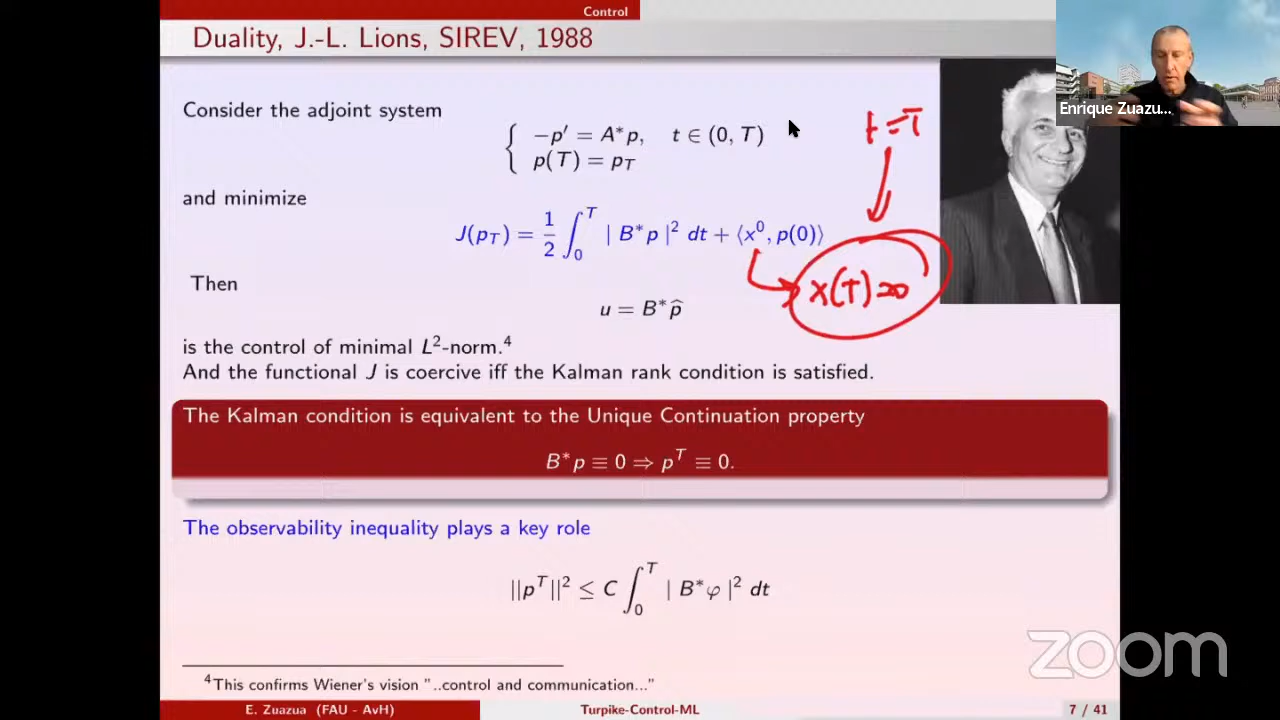 Control
Duality, J.-L. Lions, SIREV, 1988
Enrique Zuazu...
Consider the adjoint system
−p′ = A*p, t ∈ (0, T)
p(T) = p_T
t=T
and minimize
J(p_T) = 1/2 ∫_0^T | B*p |² dt + ⟨x⁰, p(0)⟩
x(T)=0
Then
u = B*p̂
is the control of minimal L²-norm.⁴
And the functional J is coercive iff the Kalman rank condition is satisfied.
The Kalman condition is equivalent to the Unique Continuation property
B*p ≡ 0 ⇒ p^T ≡ 0.
The observability inequality plays a key role
||p^T||² ≤ C ∫_0^T | B*φ |² dt
zoom
⁴This confirms Wiener's vision "..control and communication..."
E. Zuazua (FAU - AvH)
Turpike-Control-ML
7 / 41